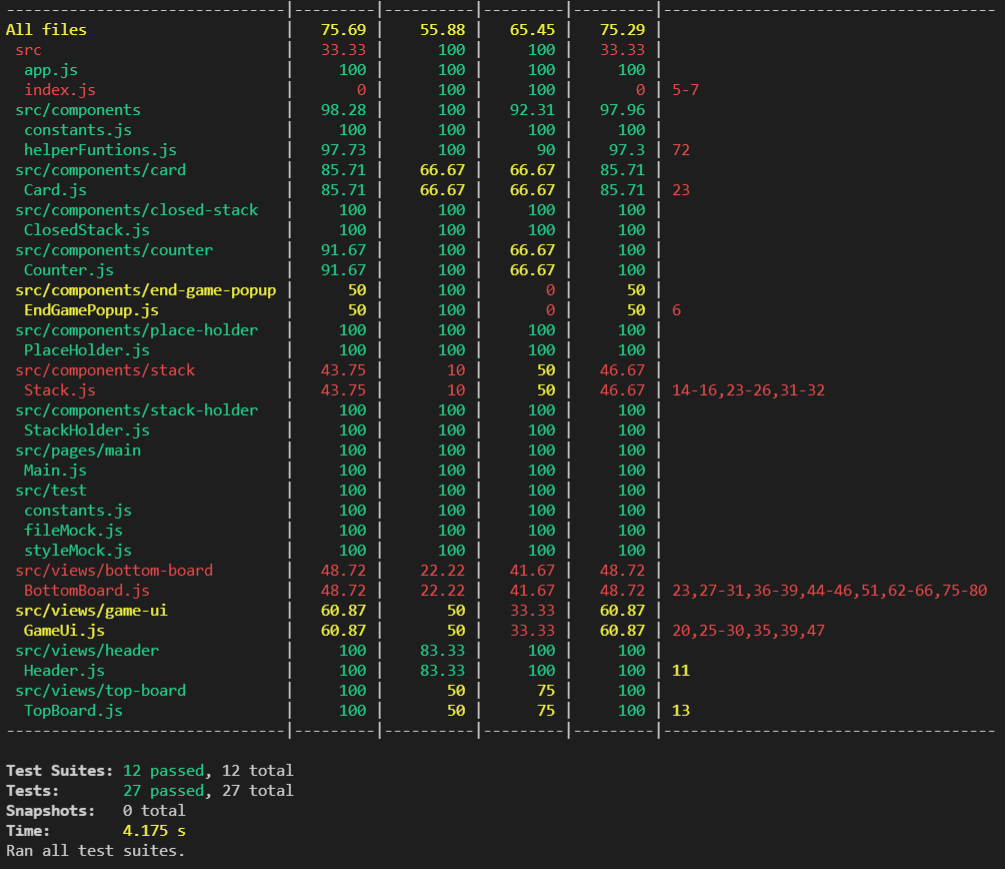 -------------------------------|---------|----------|---------|---------|------------------------------------
All files                      |   75.69 |    55.88 |   65.45 |   75.29 |
 src                           |   33.33 |      100 |     100 |   33.33 |
  app.js                       |     100 |      100 |     100 |     100 |
  index.js                     |       0 |      100 |     100 |       0 | 5-7
 src/components                |   98.28 |      100 |   92.31 |   97.96 |
  constants.js                 |     100 |      100 |     100 |     100 |
  helperFuntions.js            |   97.73 |      100 |      90 |    97.3 | 72
 src/components/card           |   85.71 |    66.67 |   66.67 |   85.71 |
  Card.js                      |   85.71 |    66.67 |   66.67 |   85.71 | 23
 src/components/closed-stack   |     100 |      100 |     100 |     100 |
  ClosedStack.js               |     100 |      100 |     100 |     100 |
 src/components/counter        |   91.67 |      100 |   66.67 |     100 |
  Counter.js                   |   91.67 |      100 |   66.67 |     100 |
 src/components/end-game-popup |      50 |      100 |       0 |      50 |
  EndGamePopup.js              |      50 |      100 |       0 |      50 | 6
 src/components/place-holder   |     100 |      100 |     100 |     100 |
  PlaceHolder.js               |     100 |      100 |     100 |     100 |
 src/components/stack          |   43.75 |       10 |      50 |   46.67 |
  Stack.js                     |   43.75 |       10 |      50 |   46.67 | 14-16,23-26,31-32
 src/components/stack-holder   |     100 |      100 |     100 |     100 |
  StackHolder.js               |     100 |      100 |     100 |     100 |
 src/pages/main                |     100 |      100 |     100 |     100 |
  Main.js                      |     100 |      100 |     100 |     100 |
 src/test                      |     100 |      100 |     100 |     100 |
  constants.js                 |     100 |      100 |     100 |     100 |
  fileMock.js                  |     100 |      100 |     100 |     100 |
  styleMock.js                 |     100 |      100 |     100 |     100 |
 src/views/bottom-board        |   48.72 |    22.22 |   41.67 |   48.72 |
  BottomBoard.js               |   48.72 |    22.22 |   41.67 |   48.72 | 23,27-31,36-39,44-46,51,62-66,75-80
 src/views/game-ui             |   60.87 |       50 |   33.33 |   60.87 |
  GameUi.js                    |   60.87 |       50 |   33.33 |   60.87 | 20,25-30,35,39,47
 src/views/header              |     100 |    83.33 |     100 |     100 |
  Header.js                    |     100 |    83.33 |     100 |     100 | 11
 src/views/top-board           |     100 |       50 |      75 |     100 |
  TopBoard.js                  |     100 |       50 |      75 |     100 | 13
-------------------------------|---------|----------|---------|---------|------------------------------------
Test Suites: 12 passed, 12 total
Tests:       27 passed, 27 total
Snapshots:   0 total
Time:        4.175 s
Ran all test suites.